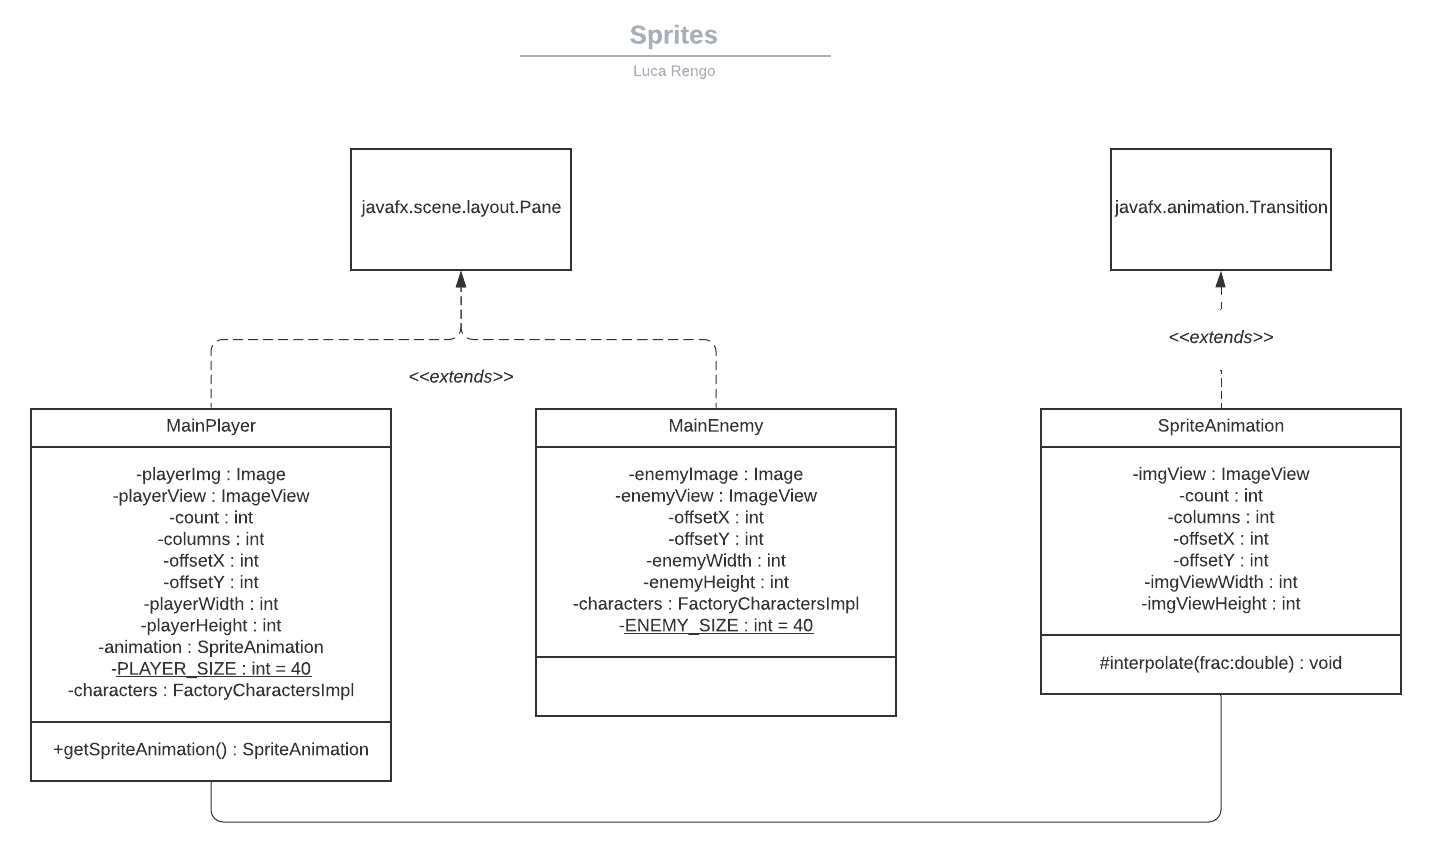 Sprites
Luca Rengo
javafx.scene.layout.Pane
javafx.animation.Transition
<<extends>>
<<extends>>
MainPlayer
-playerImg : Image
-playerView : ImageView
-count : int
-columns : int
-offsetX : int
-offsetY : int
-playerWidth : int
-playerHeight : int
-animation : SpriteAnimation
-PLAYER_SIZE : int = 40
-characters : FactoryCharactersImpl
+getSpriteAnimation() : SpriteAnimation
MainEnemy
-enemyImage : Image
-enemyView : ImageView
-offsetX : int
-offsetY : int
-enemyWidth : int
-enemyHeight : int
-characters : FactoryCharactersImpl
-ENEMY_SIZE : int = 40
SpriteAnimation
-imgView : ImageView
-count : int
-columns : int
-offsetX : int
-offsetY : int
-imgViewWidth : int
-imgViewHeight : int
#interpolate(frac:double) : void